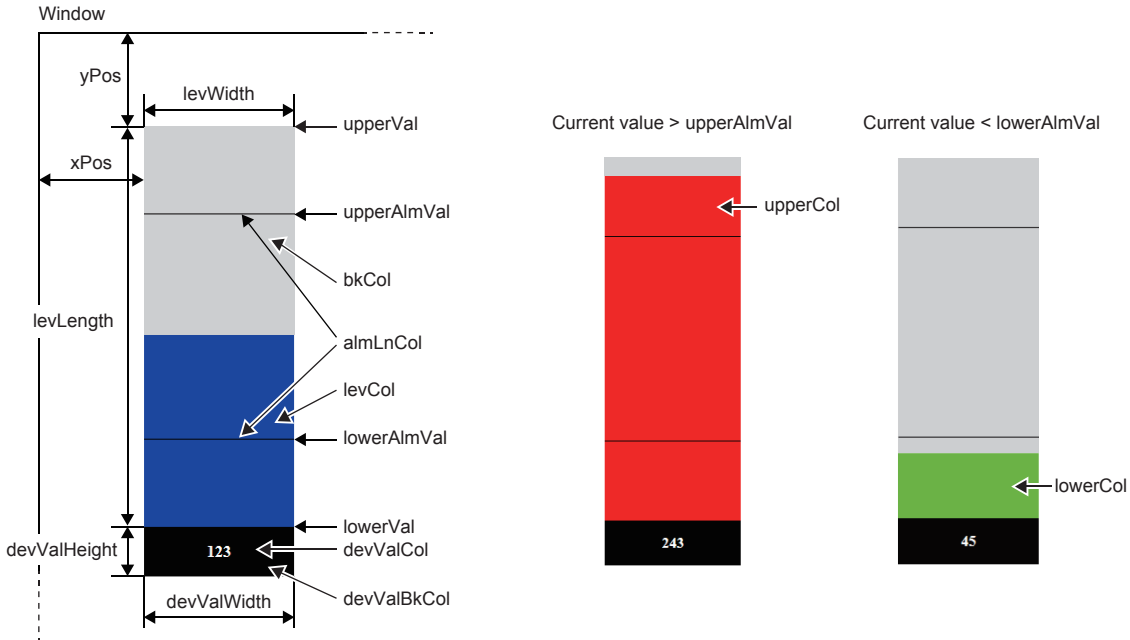 Window
yPos
levWidth
upperVal
xPos
upperAlmVal
bkCol
levLength
almLnCol
levCol
lowerAlmVal
lowerVal
devValHeight
123
devValCol
devValBkCol
devValWidth
Current value > upperAlmVal
upperCol
243
Current value < lowerAlmVal
lowerCol
45